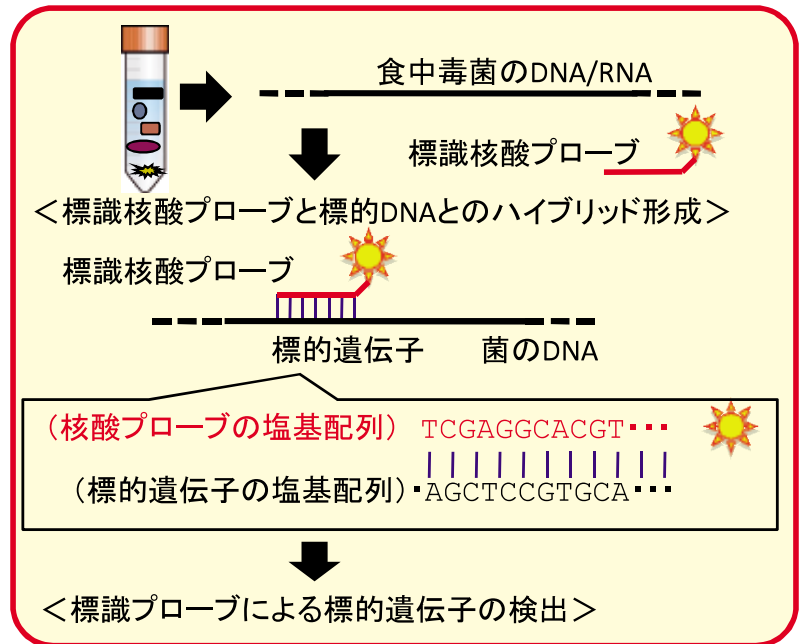 食中毒菌のDNA/RNA
標識核酸プローブ
＜標識核酸プローブと標的DNAとのハイブリッド形成＞
標識核酸プローブ
標的遺伝子 菌のDNA
（核酸プローブの塩基配列） TCGAGGCACGT･･･
（標的遺伝子の塩基配列）･AGCTCCGTGCA･･･
＜標識プローブによる標的遺伝子の検出＞